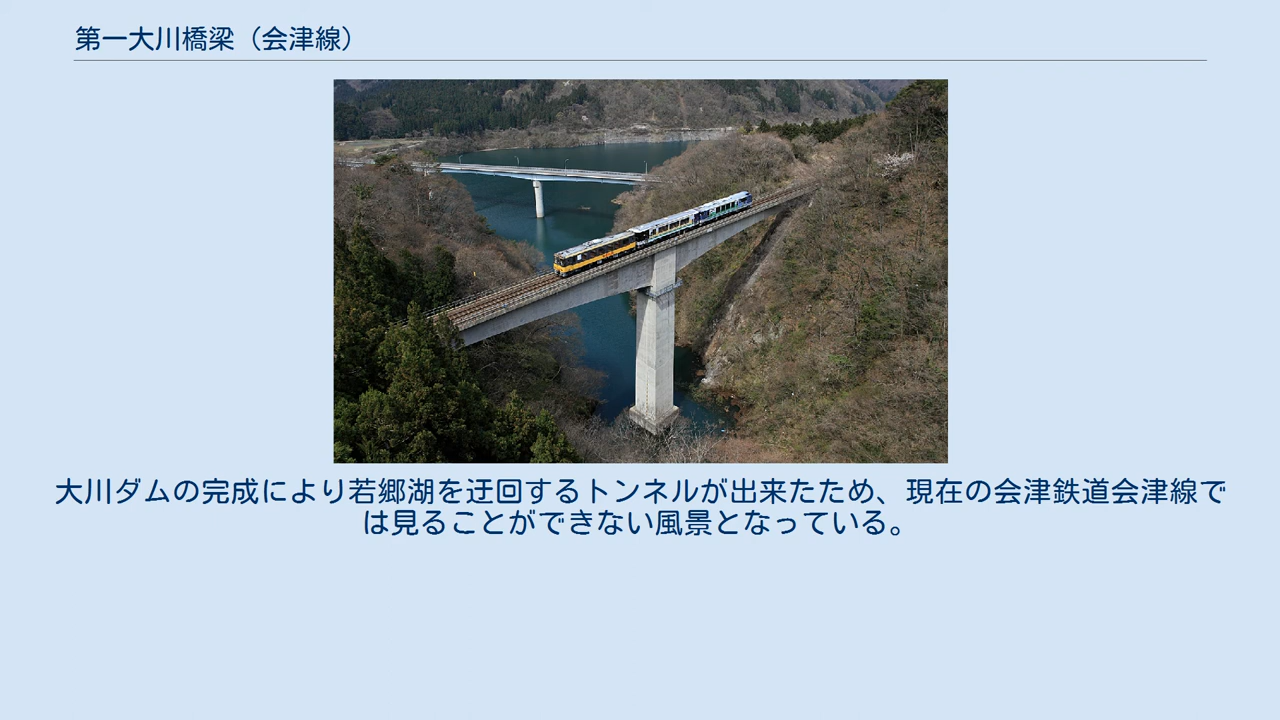 第一大川橋梁（会津線）
大川ダムの完成により若郷湖を迂回するトンネルが出来たため、現在の会津鉄道会津線で
は見ることができない風景となっている。